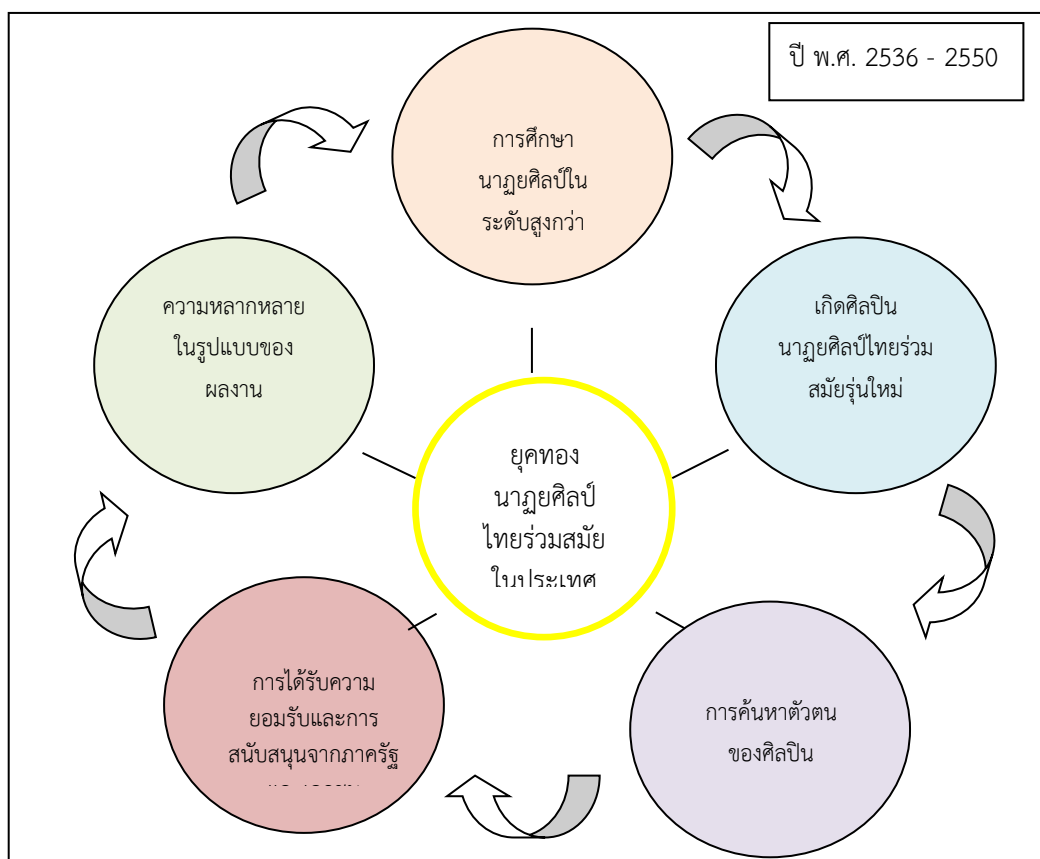 ปี พ.ศ. 2536 - 2550
การศึกษา
นาฏยศิลป์ใน
ระดับสูงกว่า
เกิดศิลปิน
นาฏยศิลป์ไทยร่วม
สมัยรุ่นใหม่
การค้นหาตัวตน
ของศิลปิน
การได้รับความ
ยอมรับและการ
สนับสนุนจากภาครัฐ
ความหลากหลาย
ในรูปแบบของ
ผลงาน
ยุคทอง
นาฏยศิลป์
ไทยร่วมสมัย
ในประเทศ